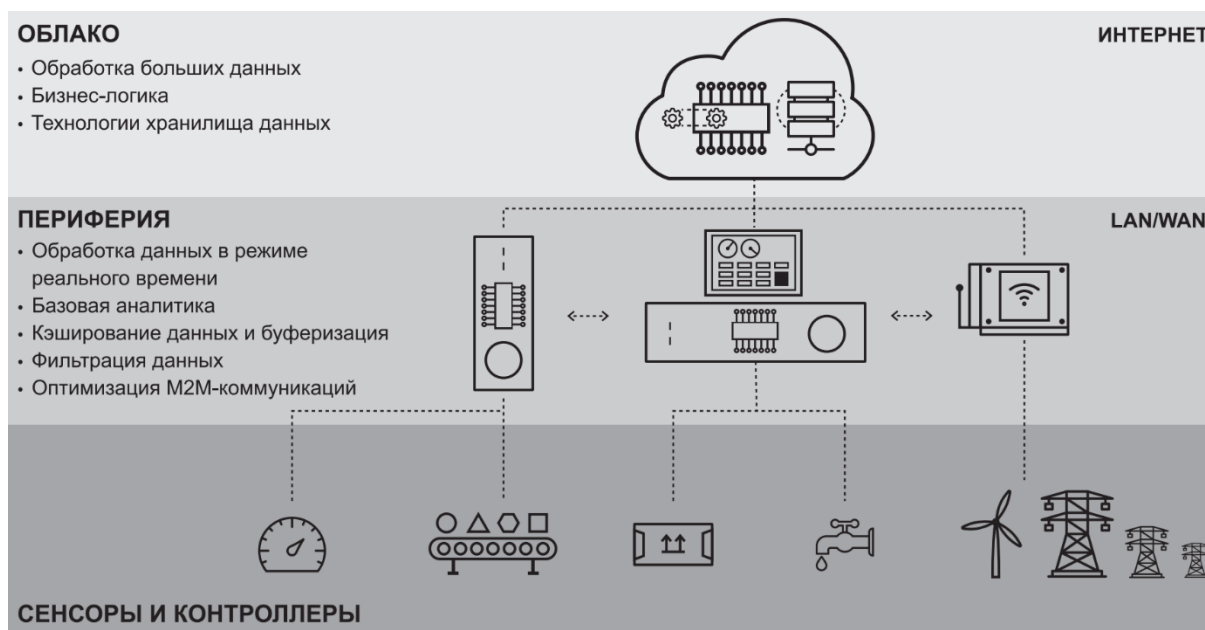 ОБЛАКО
ИНТЕРНЕТ
• Обработка больших данных
• Бизнес-логика
• Технологии хранилища данных
ПЕРИФЕРИЯ
LAN/WAN
• Обработка данных в режиме
реального времени
• Базовая аналитика
• Кэширование данных и буферизация
• Фильтрация данных
• Оптимизация M2M-коммуникаций
СЕНСОРЫ И КОНТРОЛЛЕРЫ